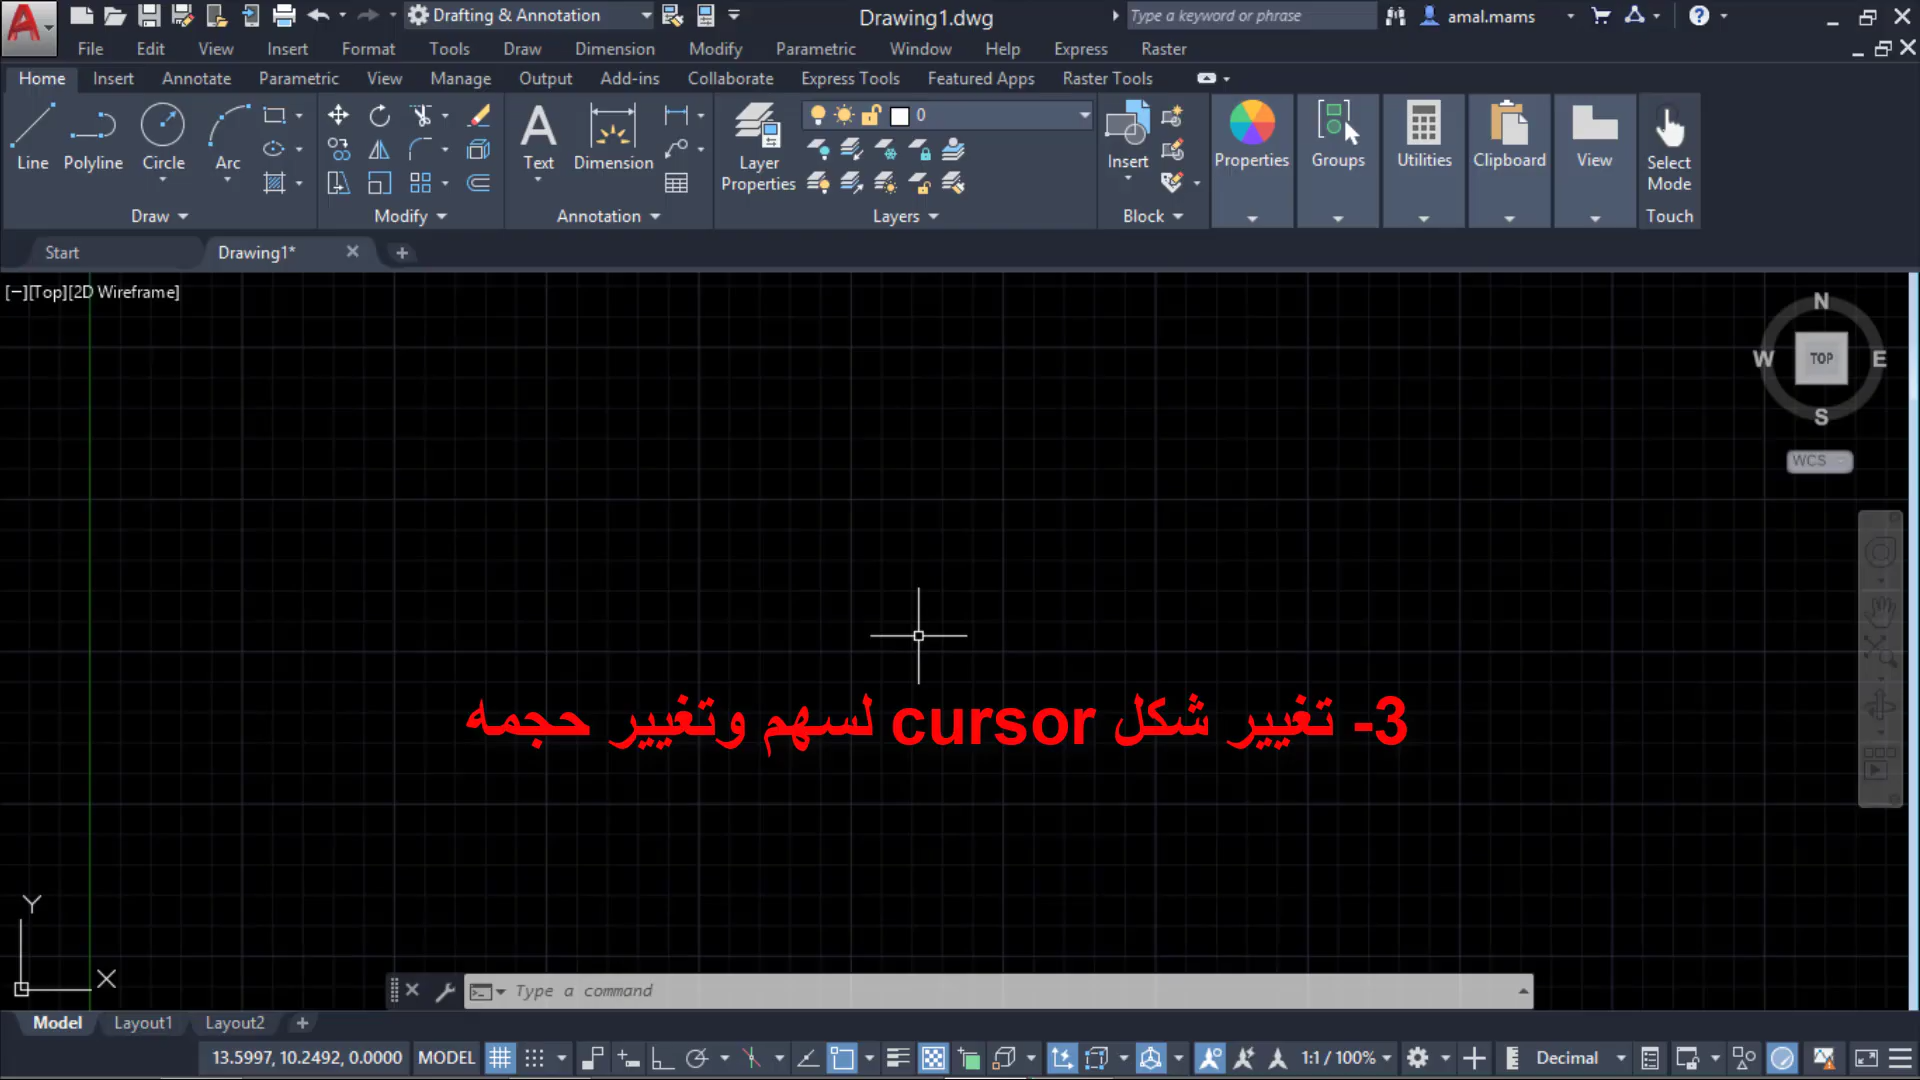 Drafting & Annotation
Drawing1.dwg
Type a keyword or phrase
amal.mams
File Edit View Insert Format Tools Draw Dimension Modify Parametric Window Help Express Raster
Home Insert Annotate Parametric View Manage Output Add-ins Collaborate Express Tools Featured Apps Raster Tools
0
Line Polyline Circle Arc
Text Dimension
Layer Properties
Insert
Properties Groups Utilities Clipboard View
Select Mode
Draw Modify Annotation Layers Block Touch
Start Drawing1*
[−][Top][2D Wireframe]
N
W TOP E
S
WCS
3- تغيير شكل cursor لسهم وتغيير حجمه
Y
X
Type a command
Model Layout1 Layout2
13.5997, 10.2492, 0.0000 MODEL 1:1 / 100% Decimal